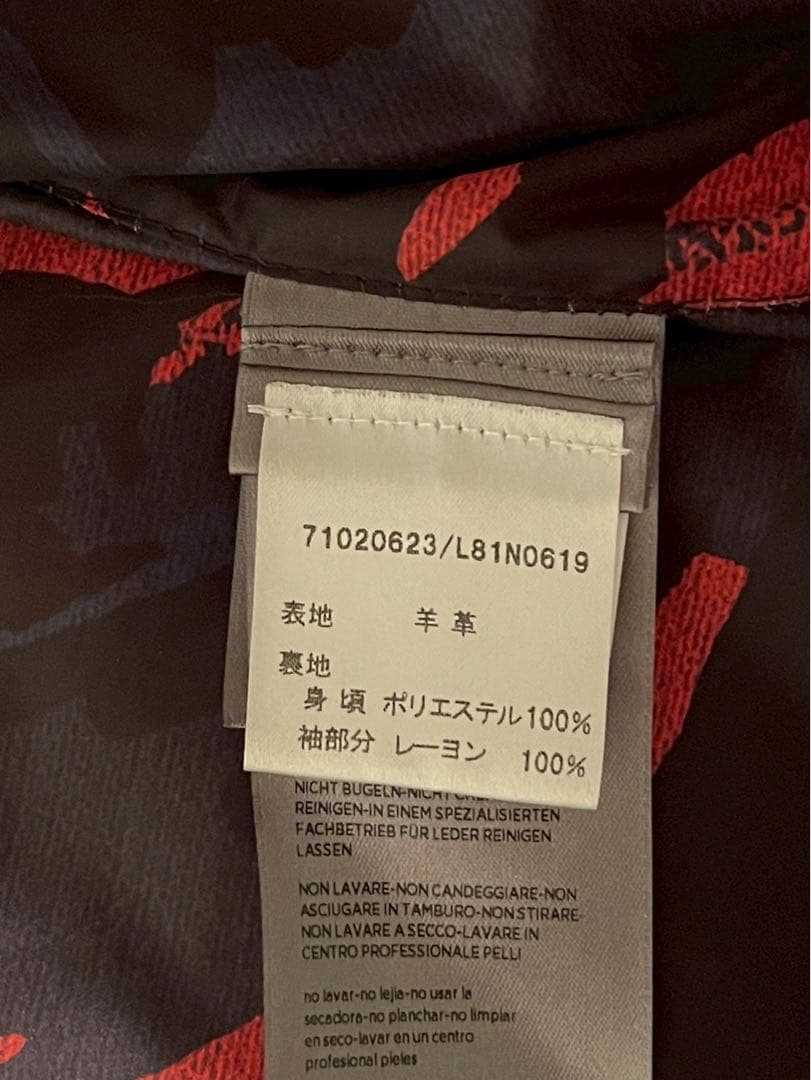 71020623/L81N0619
表地 羊革
裏地
身頃 ポリエステル100%
袖部分 レーヨン 100%
NICHT BÜGELN-NICHT
REINIGEN-IN EINEM SPEZIALISIERTEN
FACHBETRIEB FÜR LEDER REINIGEN
LASSEN
NON LAVARE-NON CANDEGGIARE-NON
ASCIUGARE IN TAMBURO-NON STIRARE-
NON LAVARE A SECCO-LAVARE IN
CENTRO PROFESSIONALE PELLI
no lavar-no lejia-no usar la
secadora-no planchar-no limpiar
en seco-lavar en un centro
profesional pieles